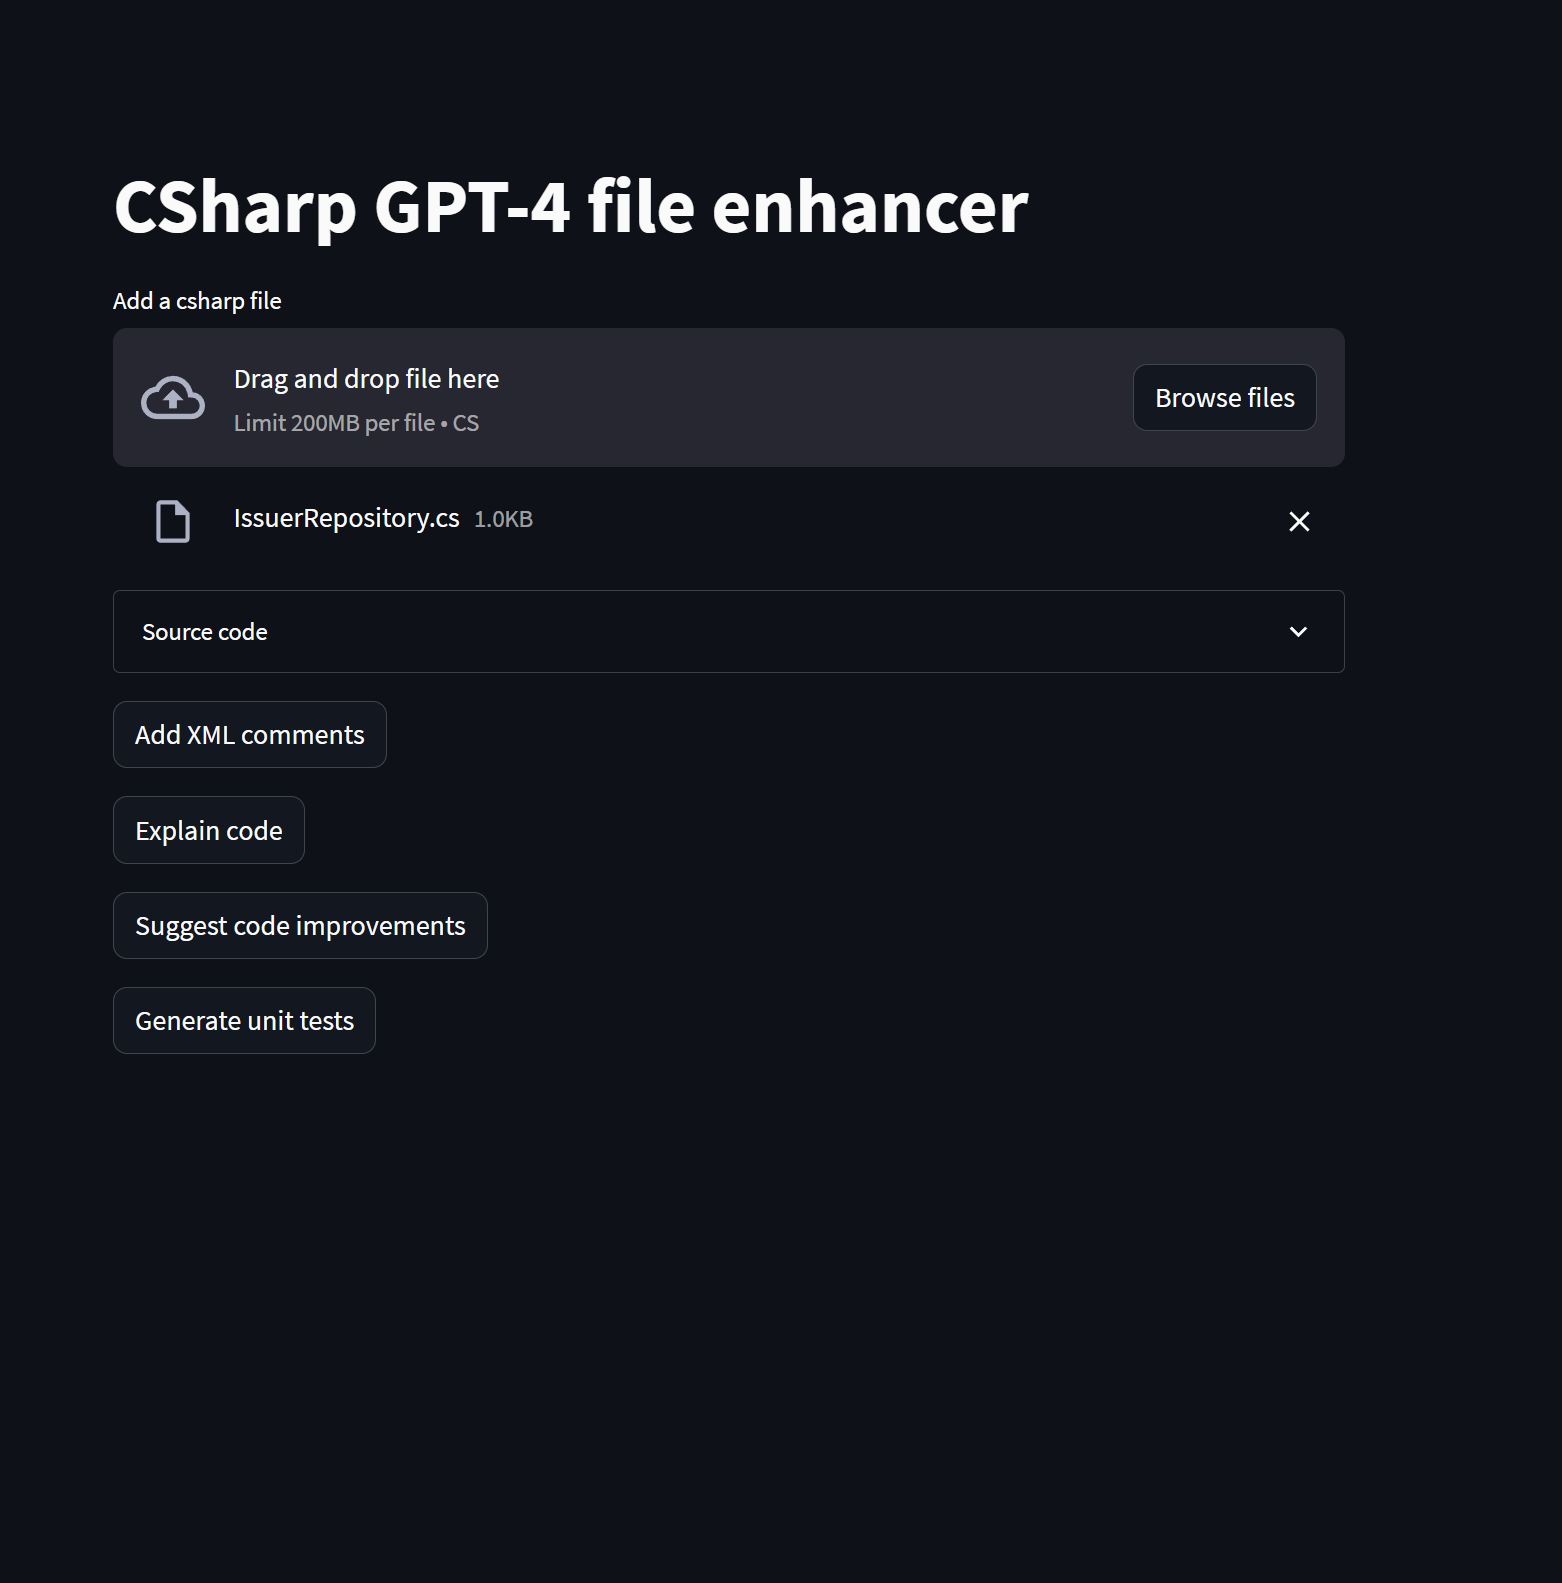 CSharp GPT-4 file enhancer
Add a csharp file
Drag and drop file here
Limit 200MB per file • CS
Browse files
IssuerRepository.cs 1.0KB
Source code
Add XML comments
Explain code
Suggest code improvements
Generate unit tests